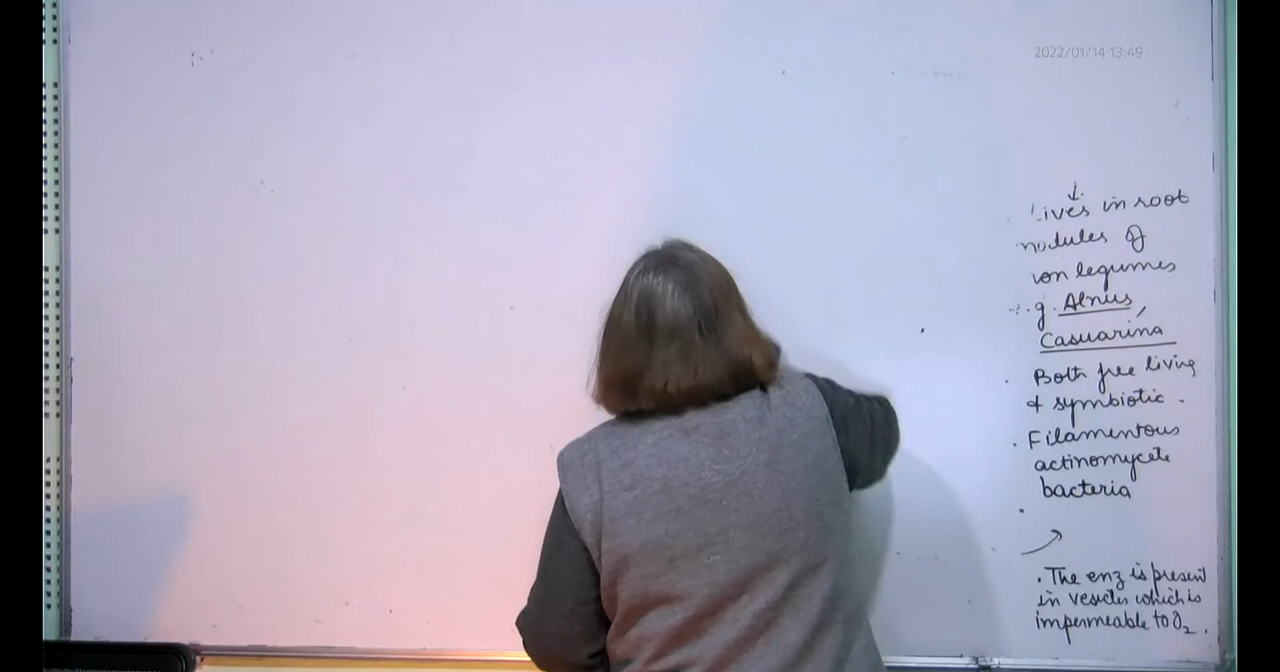 2022/01/14 13:49
↓
Lives in root
nodules of
non legumes
e.g. Alnus,
Casuarina
. Both free living
& symbiotic.
. Filamentous
actinomycete
bacteria
.
. The enz is present
in vesicles which is
impermeable to O₂.